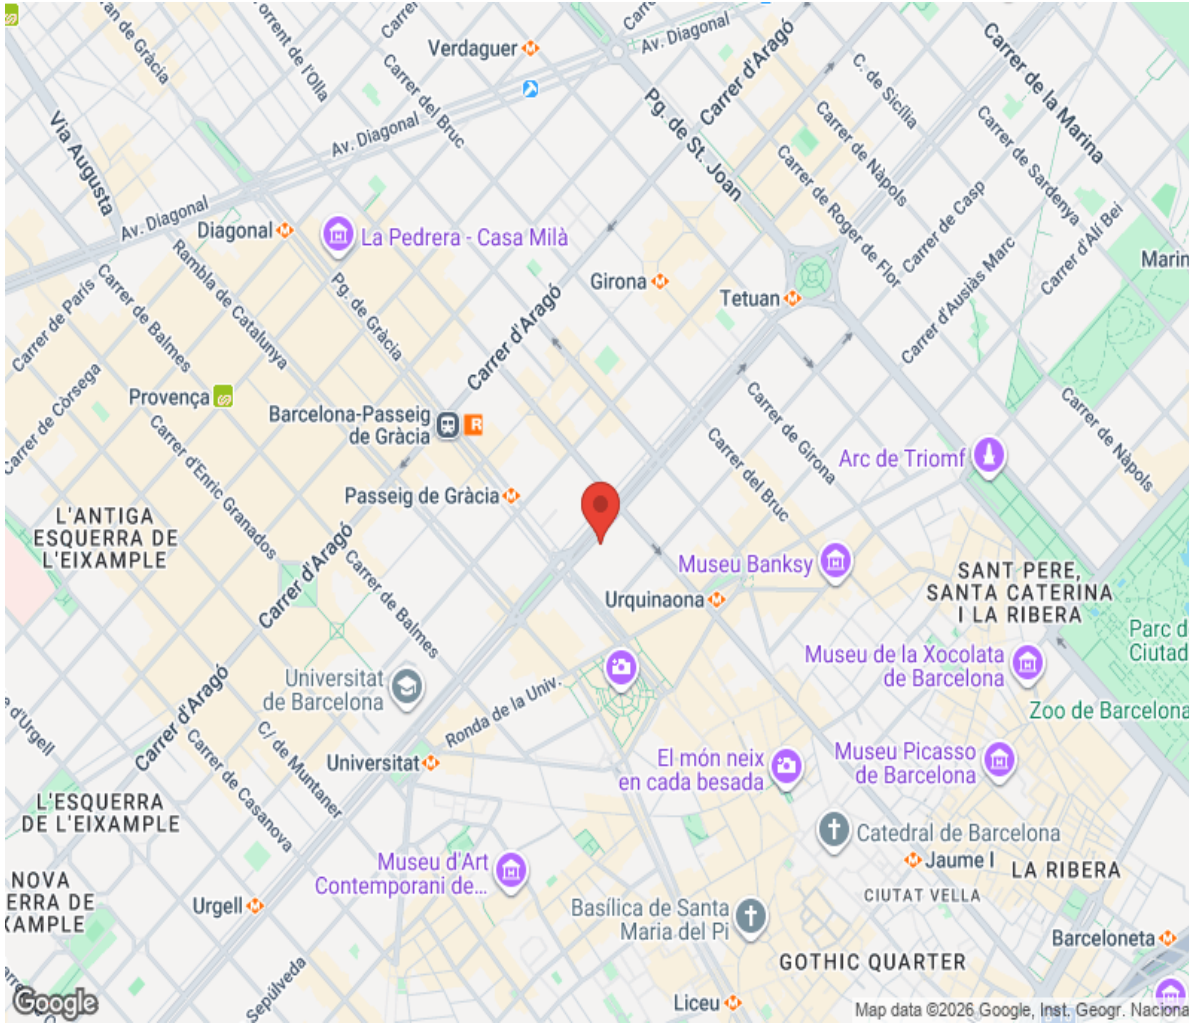 Verdaguer
Av. Diagonal
Carrer d'Aragó
Carrer
Carrer
an de Gràcia
Torrent de l'Olla
Carrer del Bruc
C. de Sicília
Carrer de la Marina
Via Augusta
Av. Diagonal
Pg. de St. Joan
Carrer de Nàpols
Carrer de Sardenya
Carrer de Roger de Flor
Carrer de Casp
Carrer d'Alí Bei
Av. Diagonal
Diagonal
La Pedrera - Casa Milà
Rambla de Catalunya
Pg. de Gràcia
Girona
Tetuan
Marin
Carrer d'Ausiàs Marc
Carrer de París
Carrer de Balmes
Carrer d'Aragó
Carrer de Còrsega
Provença
Barcelona-Passeig
de Gràcia
R
Carrer de Girona
Carrer de Nàpols
Carrer d'Enric Granados
Carrer del Bruc
Arc de Triomf
Passeig de Gràcia
L'ANTIGA
ESQUERRA DE
L'EIXAMPLE
Carrer d'Aragó
Carrer de Balmes
Museu Banksy
Urquinaona
SANT PERE,
SANTA CATERINA
I LA RIBERA
Parc d
Ciutad
Museu de la Xocolata
de Barcelona
Universitat
de Barcelona
Ronda de la Univ.
Zoo de Barcelona
e d'Urgell
Carrer d'Aragó
C/ de Muntaner
Carrer de Casanova
Universitat
El món neix
en cada besada
Museu Picasso
de Barcelona
L'ESQUERRA
DE L'EIXAMPLE
Catedral de Barcelona
Jaume I
LA RIBERA
Museu d'Art
Contemporani de...
CIUTAT VELLA
NOVA
ERRA DE
XAMPLE
Urgell
Basílica de Santa
Maria del Pi
Barceloneta
GOTHIC QUARTER
Sepúlveda
Liceu
Google
Map data ©2026 Google, Inst. Geogr. Naciona